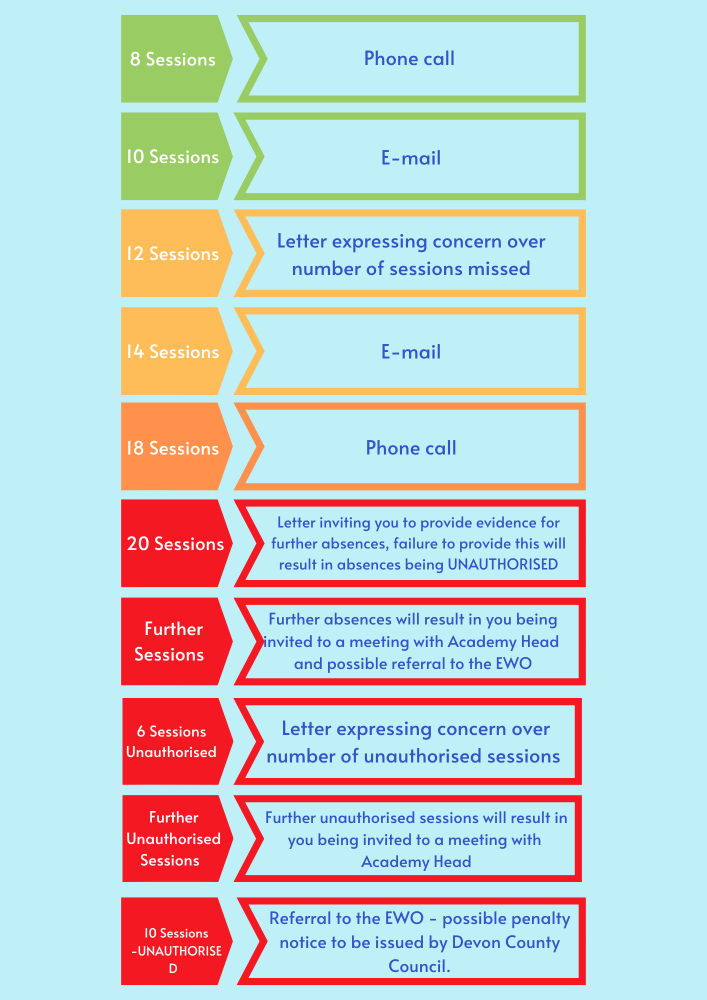 8 Sessions
Phone call
10 Sessions
E-mail
12 Sessions
Letter expressing concern over
number of sessions missed
14 Sessions
E-mail
18 Sessions
Phone call
20 Sessions
Letter inviting you to provide evidence for
further absences, failure to provide this will
result in absences being UNAUTHORISED
Further
Sessions
Further absences will result in you being
invited to a meeting with Academy Head
and possible referral to the EWO
6 Sessions
Unauthorised
Letter expressing concern over
number of unauthorised sessions
Further
Unauthorised
Sessions
Further unauthorised sessions will result in
you being invited to a meeting with
Academy Head
10 Sessions
-UNAUTHORISE
D
Referral to the EWO - possible penalty
notice to be issued by Devon County
Council.